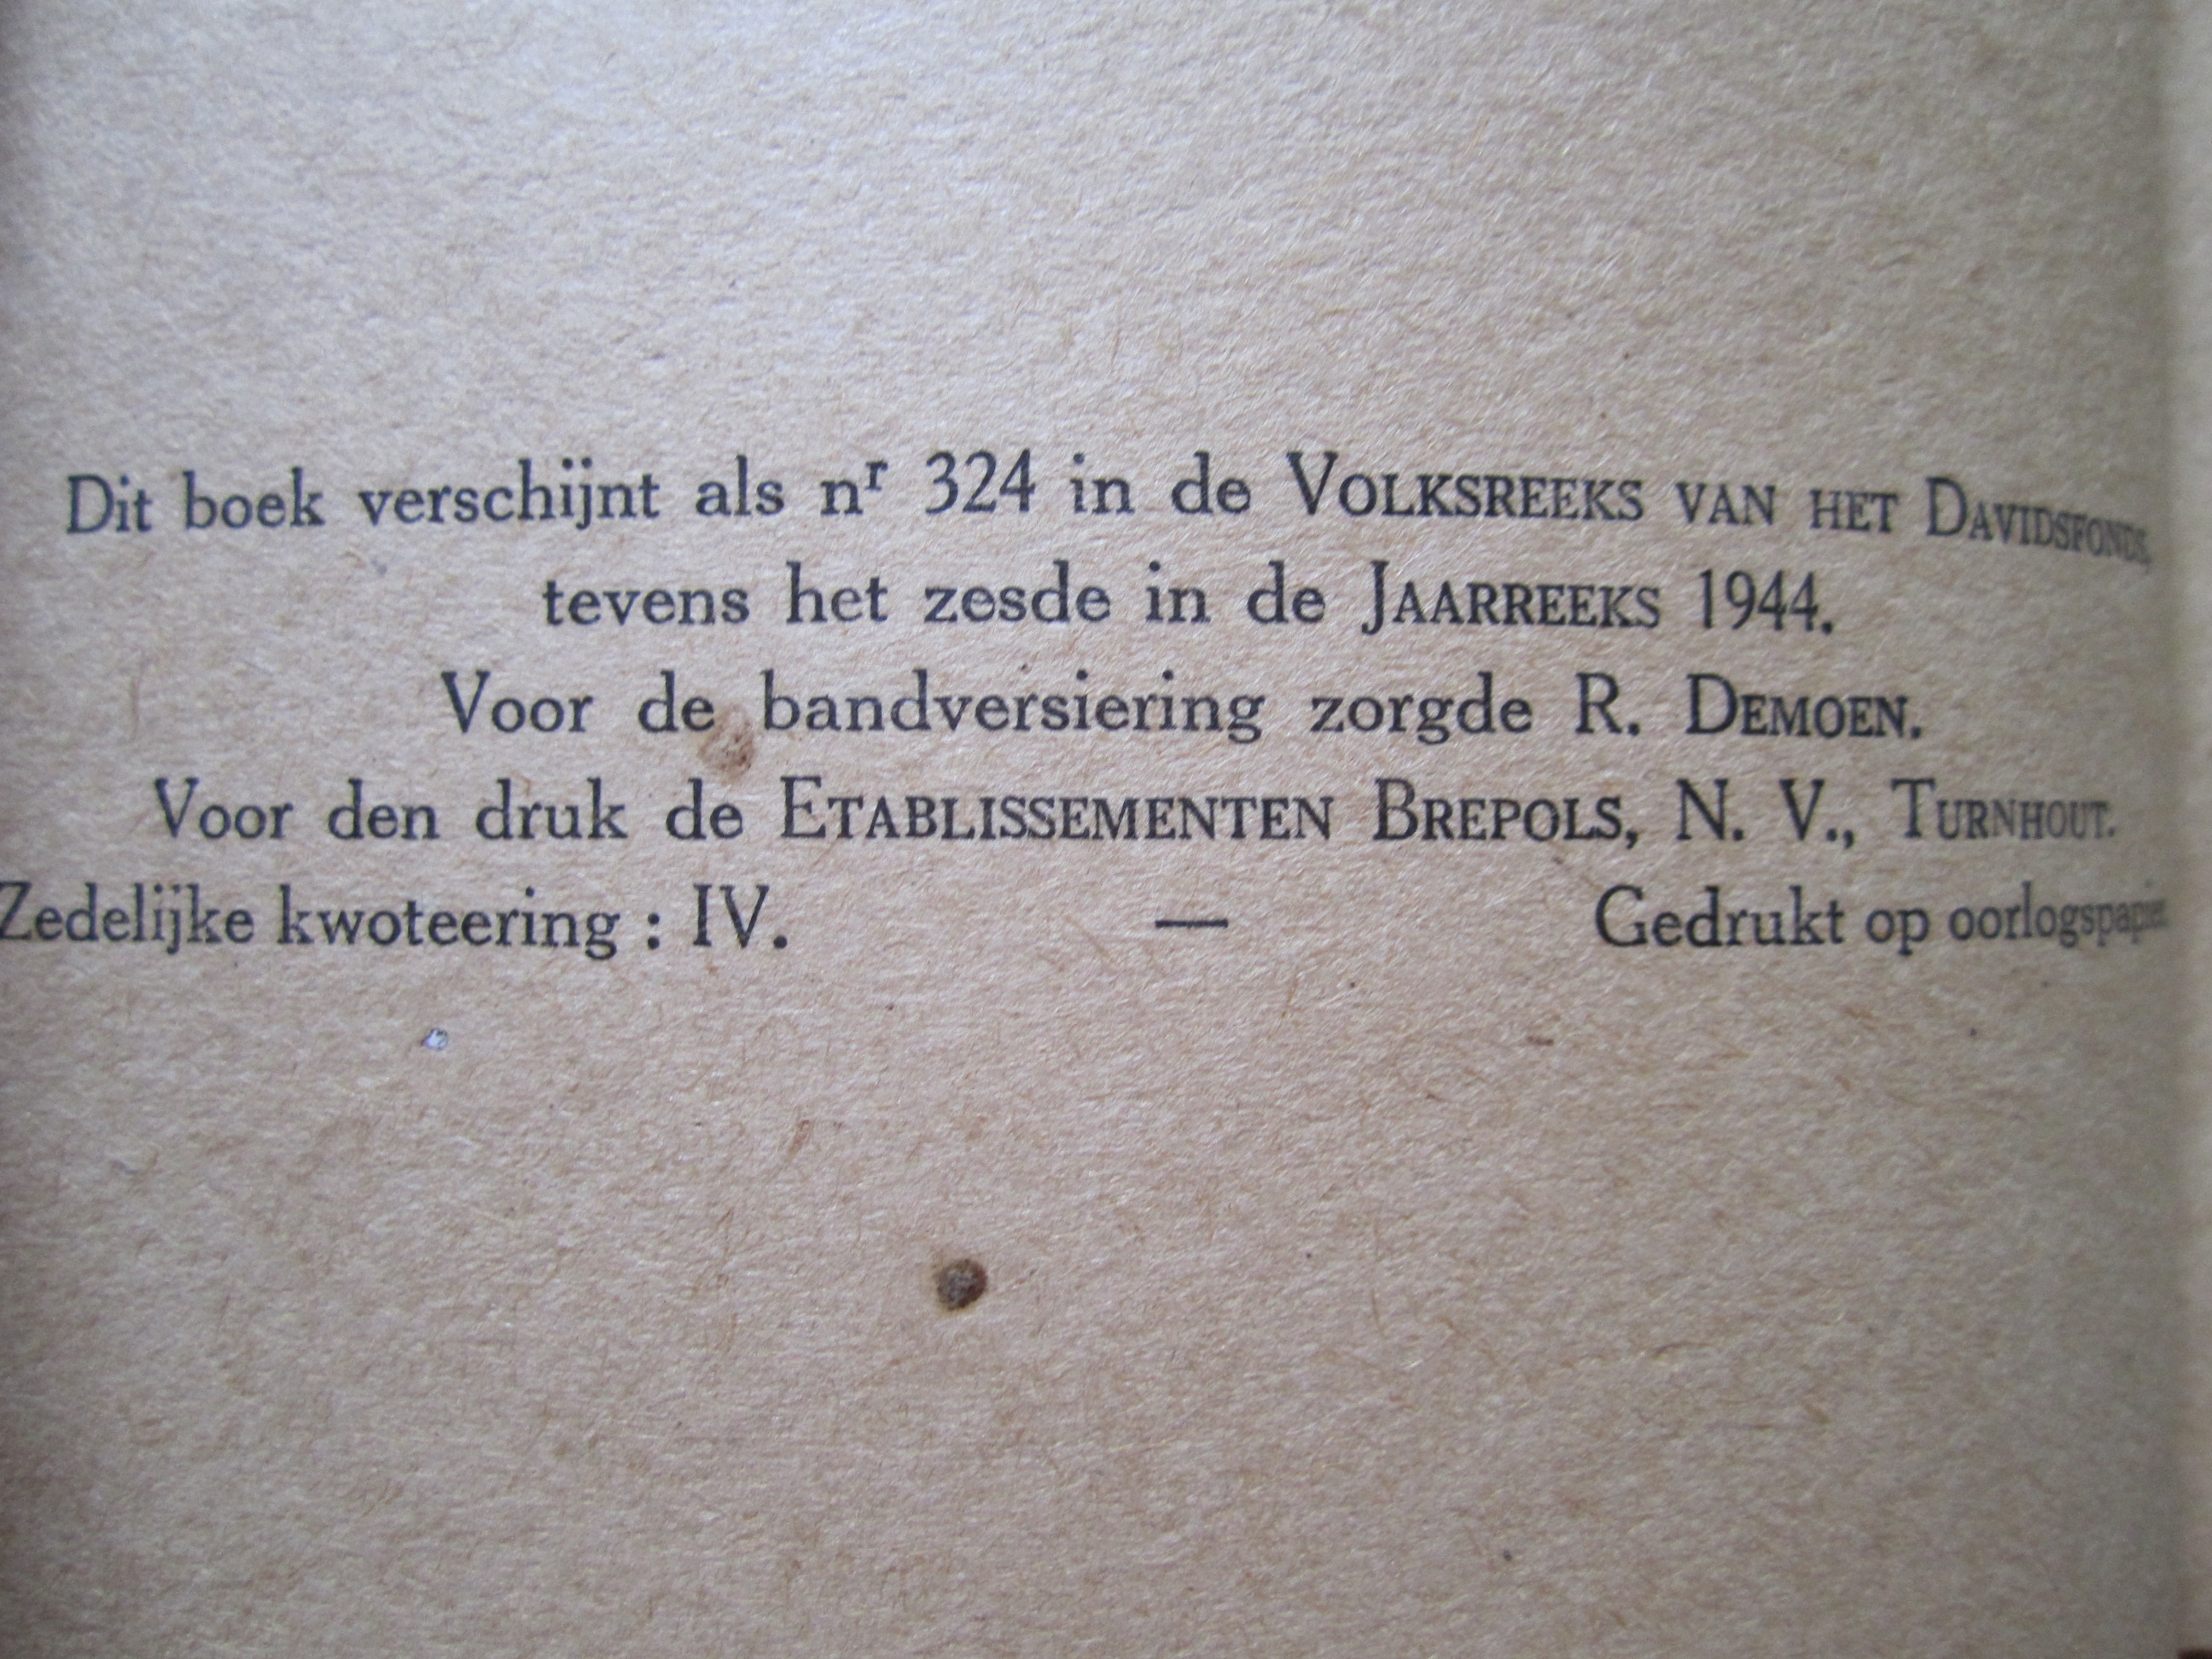 Dit boek verschijnt als nʳ 324 in de VOLKSREEKS VAN HET DAVIDSFONDS,
tevens het zesde in de JAARREEKS 1944.
Voor de bandversiering zorgde R. DEMOEN.
Voor den druk de ETABLISSEMENTEN BREPOLS, N. V., TURNHOUT.
Zedelijke kwoteering : IV. — Gedrukt op oorlogspapier.